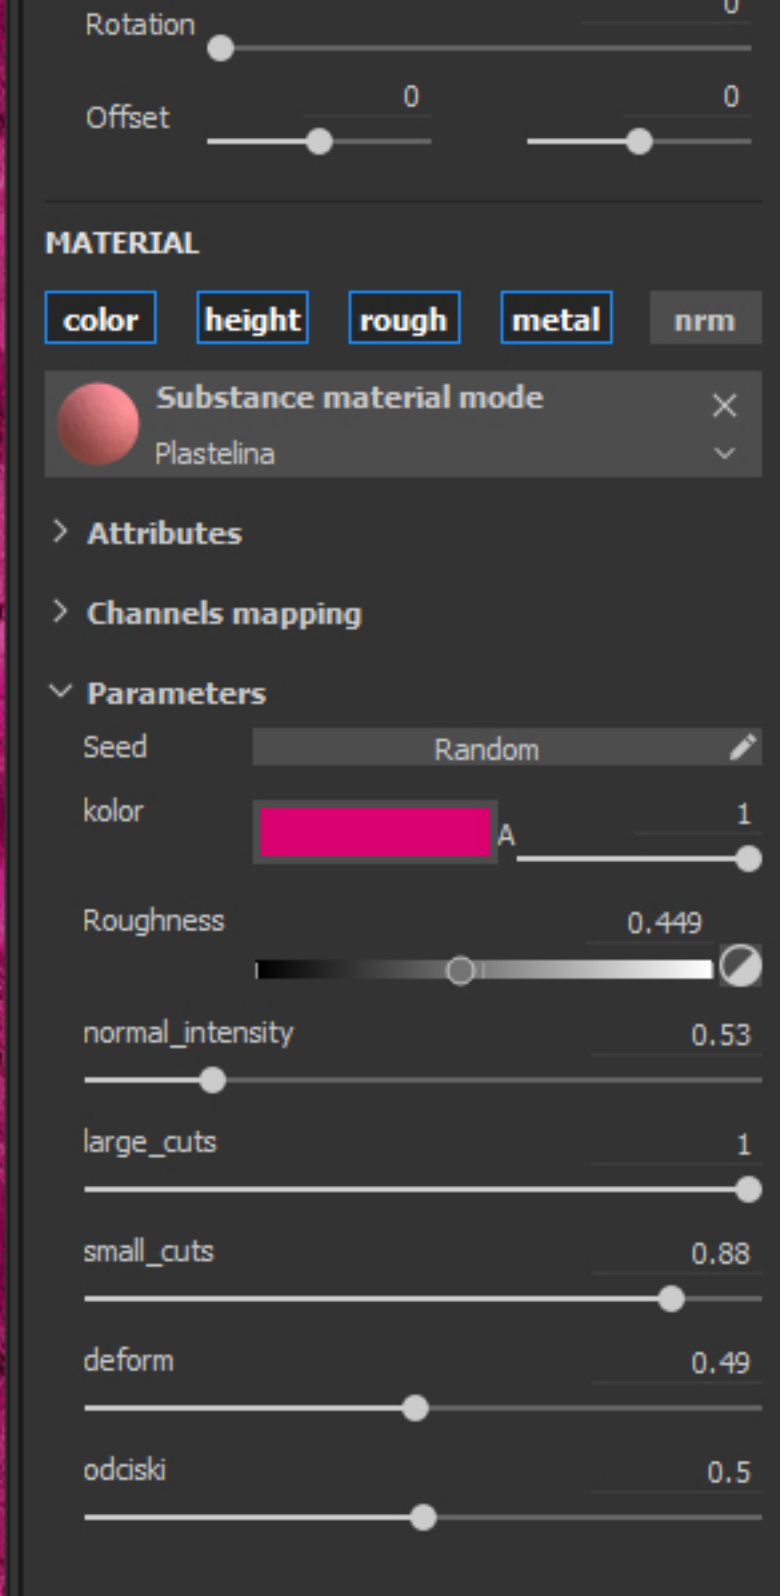 0
Rotation
0 0
Offset
MATERIAL
color height rough metal nrm
Substance material mode
Plastelina
Attributes
Channels mapping
Parameters
Seed Random
kolor A 1
Roughness 0.449
normal_intensity 0.53
large_cuts 1
small_cuts 0.88
deform 0.49
odciski 0.5